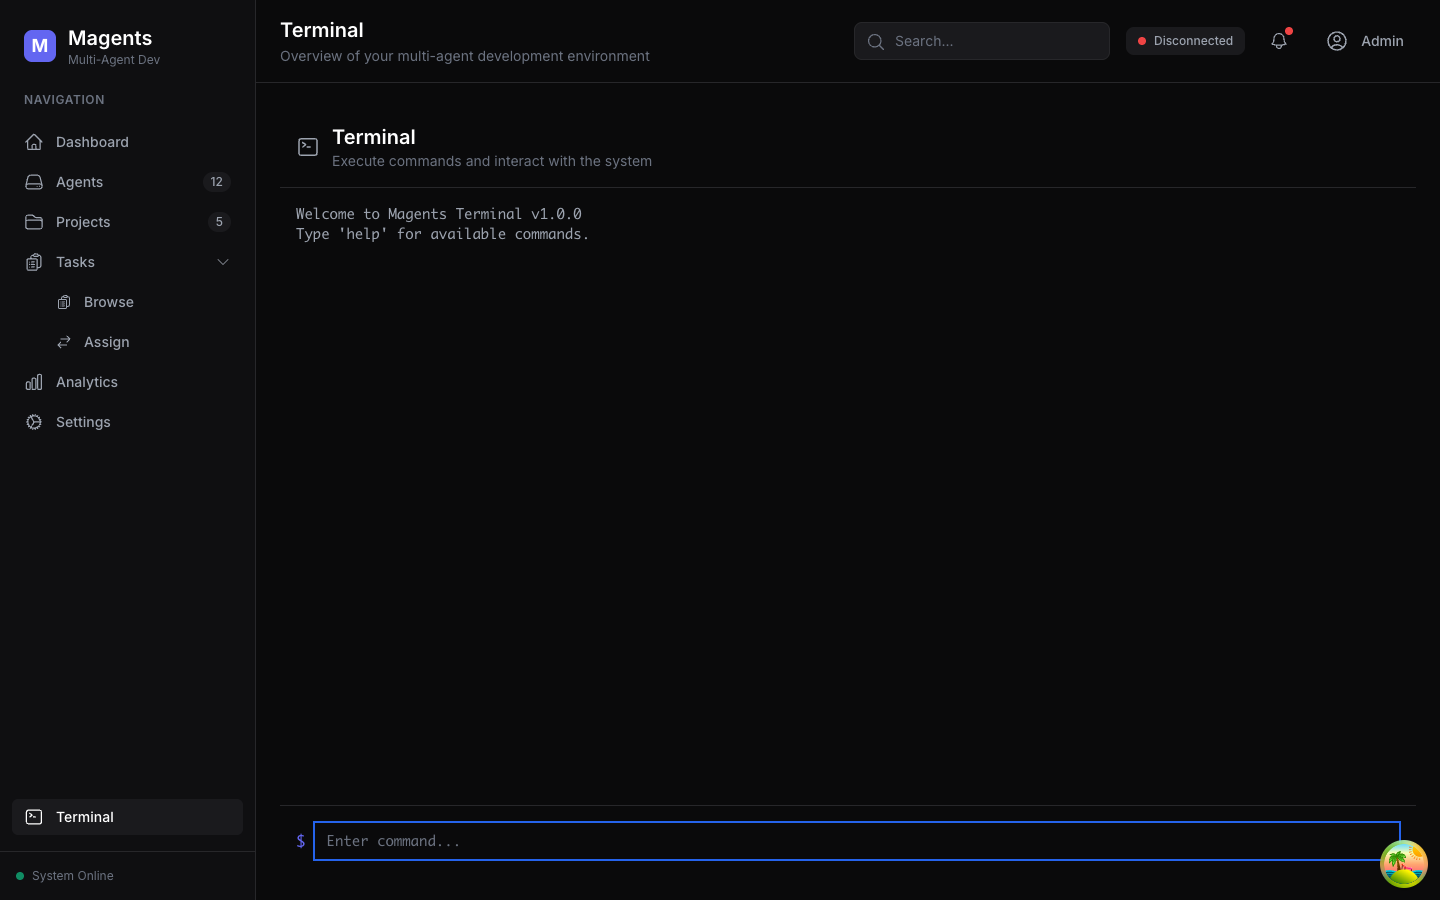 M
Magents
Multi-Agent Dev
NAVIGATION
Dashboard
Agents 12
Projects 5
Tasks
Browse
Assign
Analytics
Settings
Terminal
System Online
Terminal
Overview of your multi-agent development environment
Search...
Disconnected
Admin
Terminal
Execute commands and interact with the system
Welcome to Magents Terminal v1.0.0
Type 'help' for available commands.
$ Enter command...